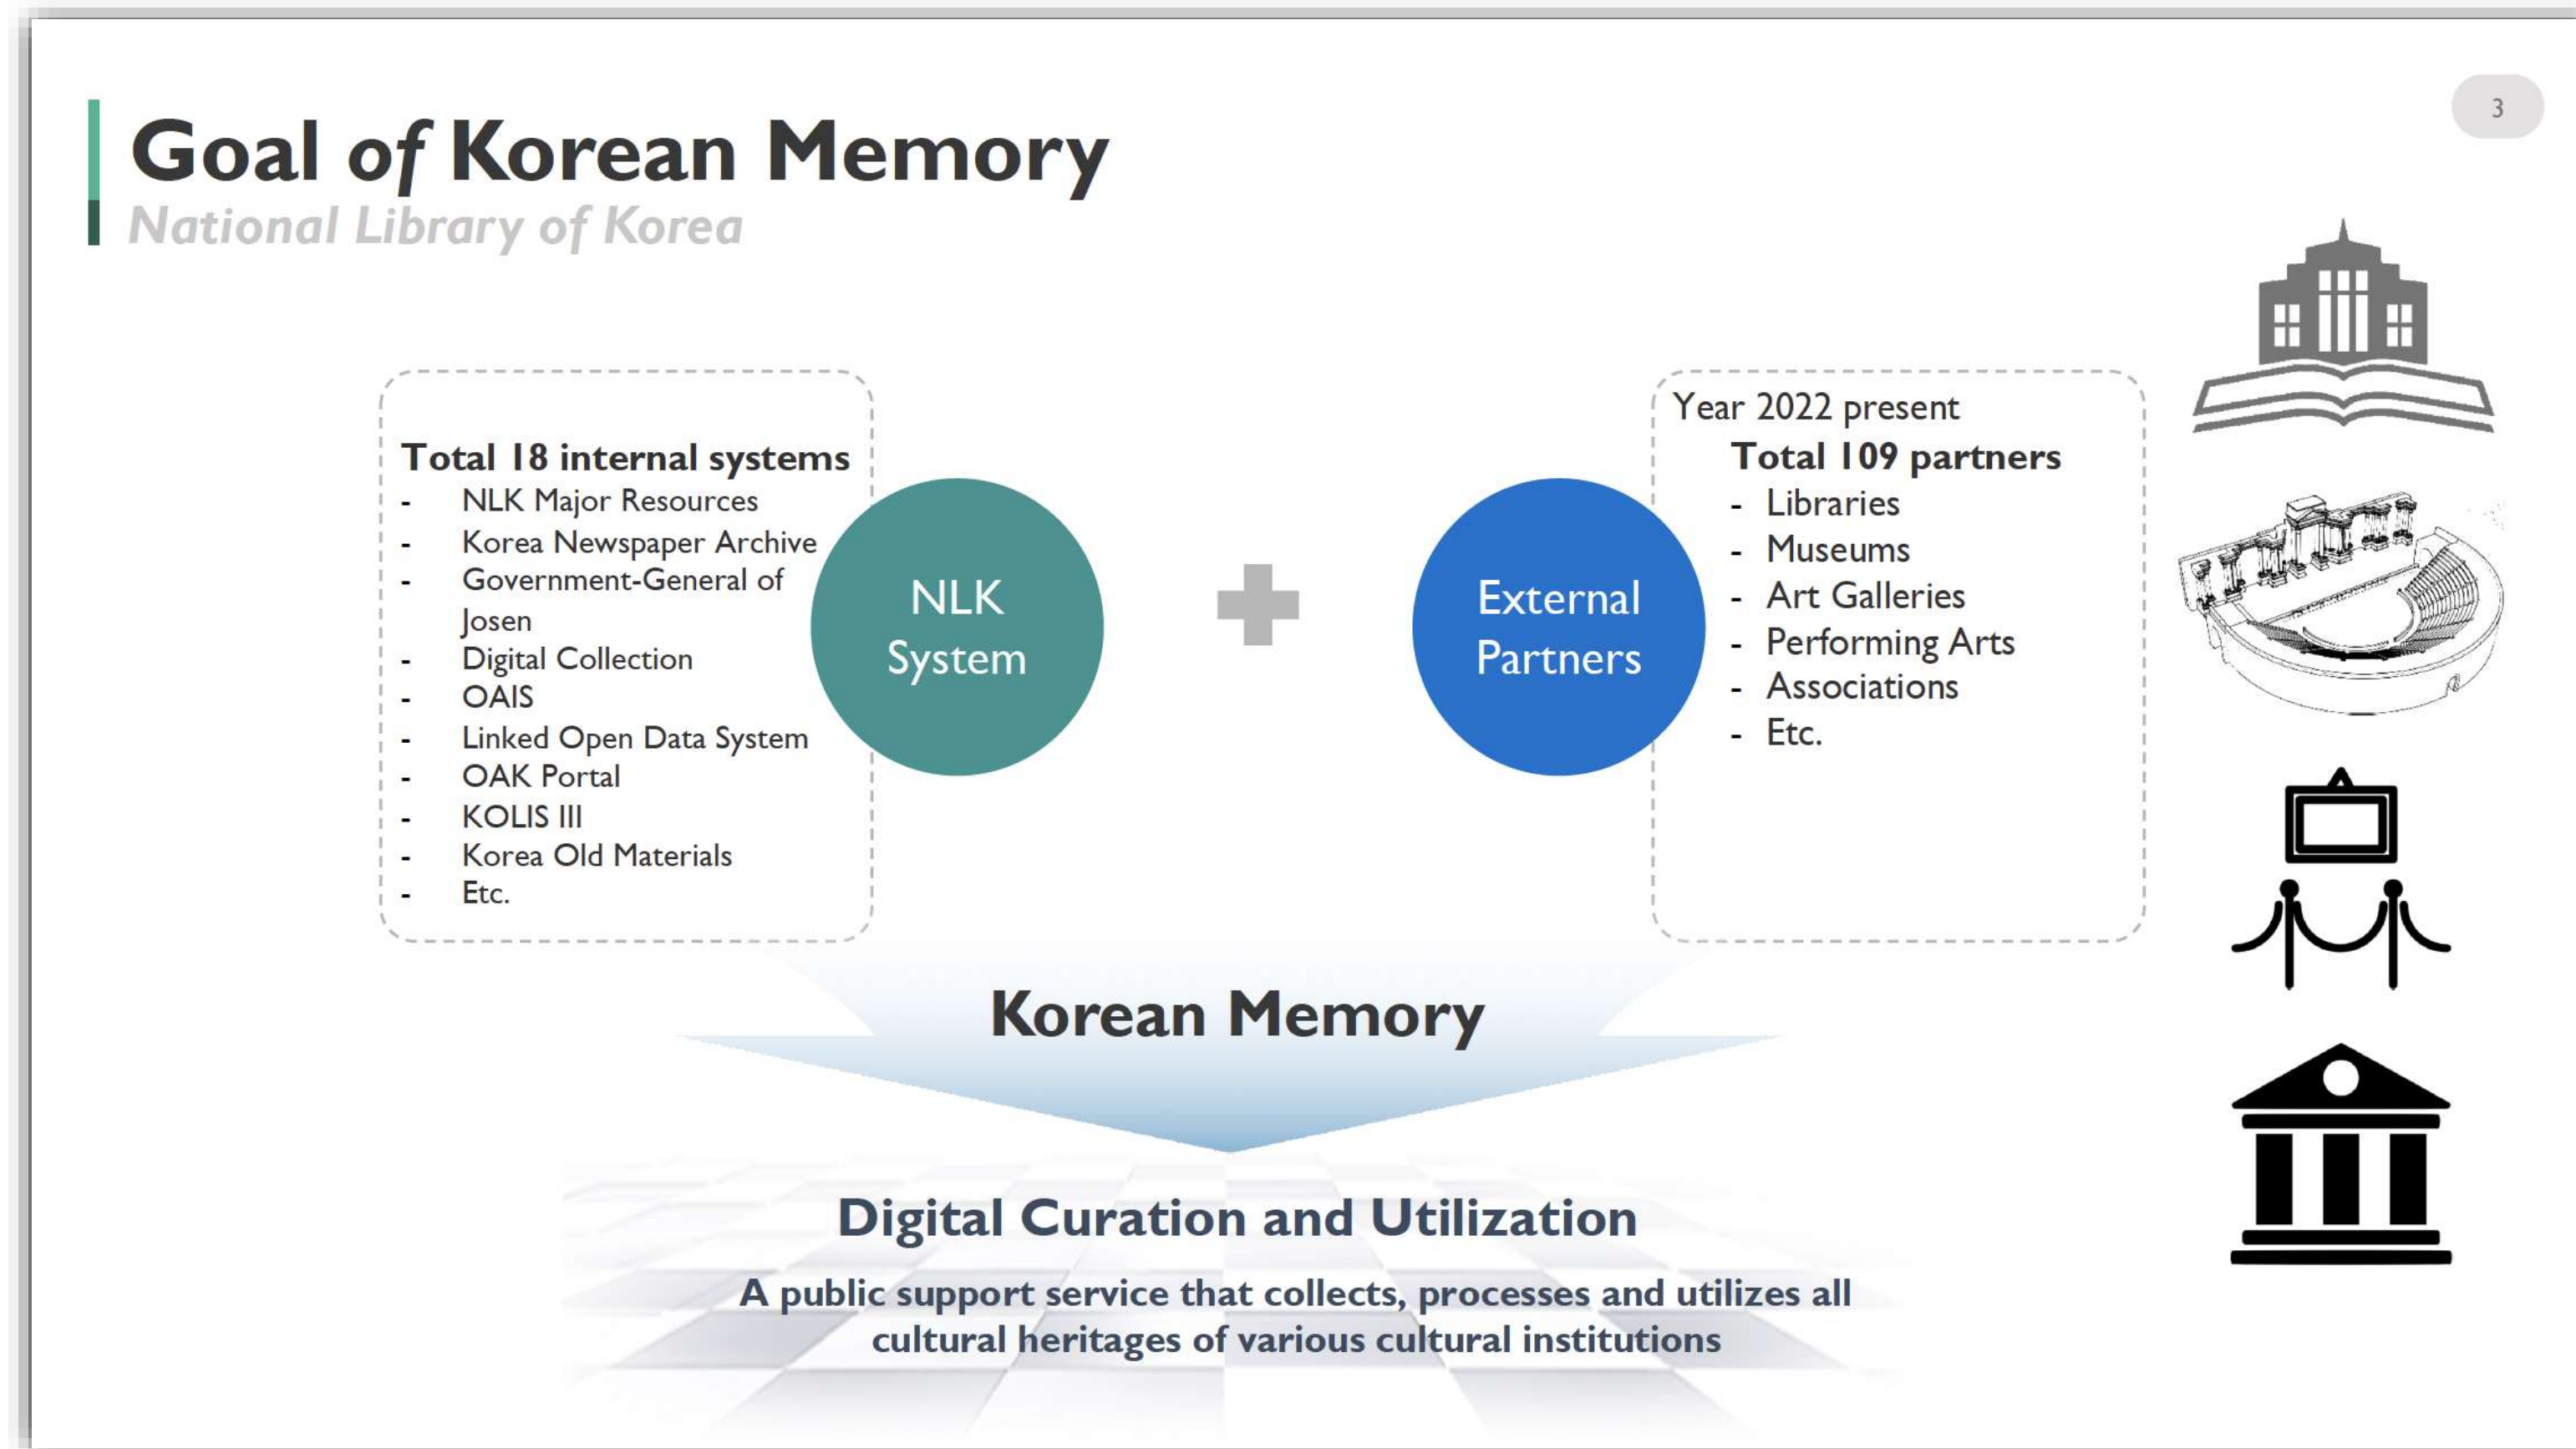 3
Goal of Korean Memory
National Library of Korea
Total 18 internal systems
- NLK Major Resources
- Korea Newspaper Archive
- Government-General of
Josen
- Digital Collection
- OAIS
- Linked Open Data System
- OAK Portal
- KOLIS III
- Korea Old Materials
- Etc.
NLK
System
External
Partners
Year 2022 present
Total 109 partners
- Libraries
- Museums
- Art Galleries
- Performing Arts
- Associations
- Etc.
Korean Memory
Digital Curation and Utilization
A public support service that collects, processes and utilizes all
cultural heritages of various cultural institutions